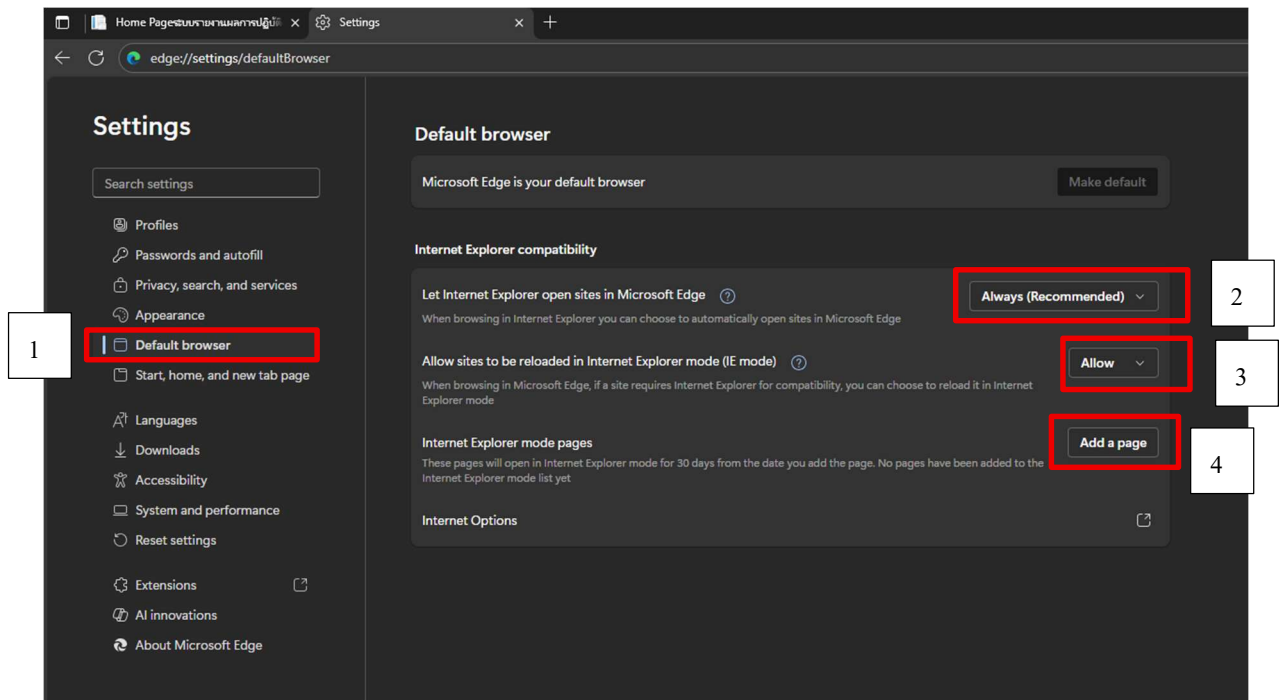 Home Pageระบบรายงานผลการปฏิบัติ
Settings
edge://settings/defaultBrowser
Settings
Search settings
Profiles
Passwords and autofill
Privacy, search, and services
Appearance
1
Default browser
Start, home, and new tab page
Languages
Downloads
Accessibility
System and performance
Reset settings
Extensions
AI innovations
About Microsoft Edge
Default browser
Microsoft Edge is your default browser
Make default
Internet Explorer compatibility
Let Internet Explorer open sites in Microsoft Edge
Always (Recommended)
2
When browsing in Internet Explorer you can choose to automatically open sites in Microsoft Edge
Allow sites to be reloaded in Internet Explorer mode (IE mode)
Allow
3
When browsing in Microsoft Edge, if a site requires Internet Explorer for compatibility, you can choose to reload it in Internet
Explorer mode
Internet Explorer mode pages
Add a page
4
These pages will open in Internet Explorer mode for 30 days from the date you add the page. No pages have been added to the
Internet Explorer mode list yet
Internet Options